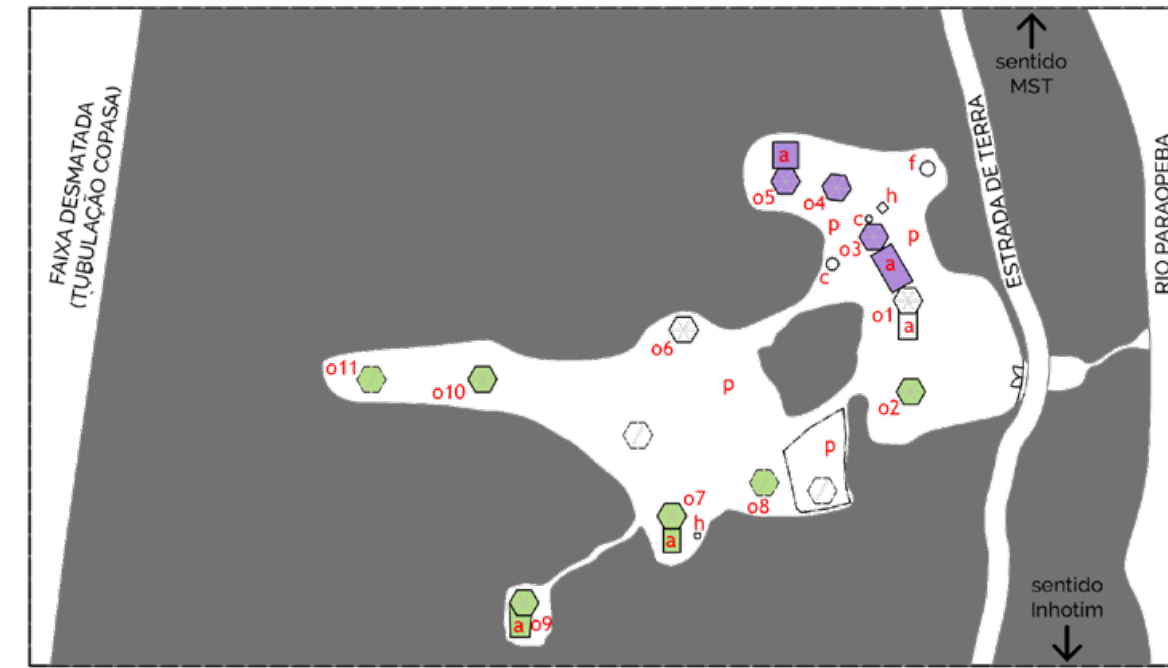 FAIXA DESMATADA
(TUBULAÇÃO COPASA)
sentido
MST
ESTRADA DE TERRA
RIO PARAOPEBA
a
f
o5
o4
h
c
p
p
o3
a
c
o1
a
o6
o11
o10
p
o2
p
o7
o8
h
a
a
o9
sentido
Inhotim